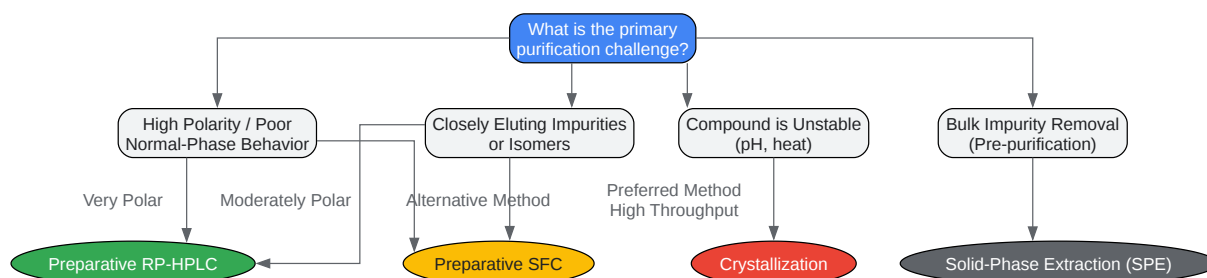 What is the primary
purification challenge?
High Polarity / Poor
Normal-Phase Behavior
Closely Eluting Impurities
or Isomers
Compound is Unstable
(pH, heat)
Bulk Impurity Removal
(Pre-purification)
Very Polar
Moderately Polar
Alternative Method
Preferred Method
High Throughput
Preparative RP-HPLC
Preparative SFC
Crystallization
Solid-Phase Extraction (SPE)